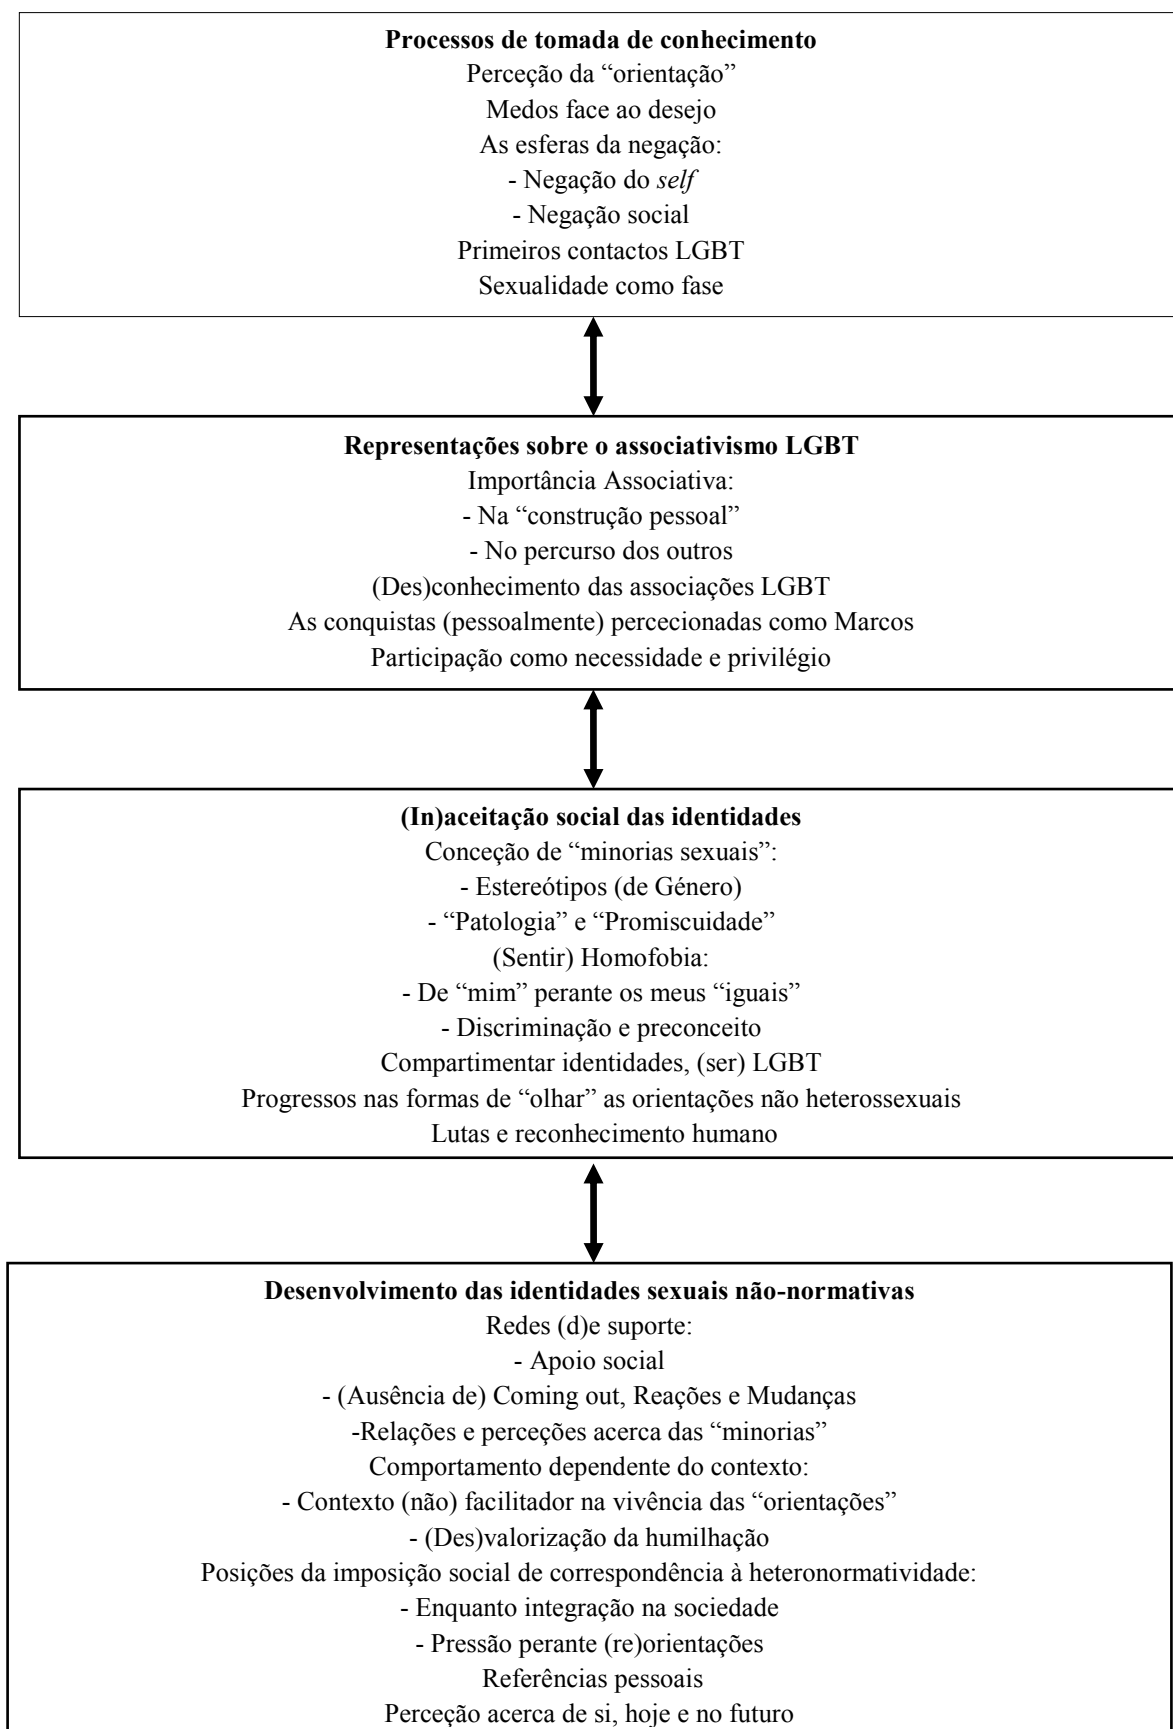 Processos de tomada de conhecimento
Perceção da “orientação”
Medos face ao desejo
As esferas da negação:
- Negação do self
- Negação social
Primeiros contactos LGBT
Sexualidade como fase
Representações sobre o associativismo LGBT
Importância Associativa:
- Na “construção pessoal”
- No percurso dos outros
(Des)conhecimento das associações LGBT
As conquistas (pessoalmente) percecionadas como Marcos
Participação como necessidade e privilégio
(In)aceitação social das identidades
Conceção de “minorias sexuais”:
- Estereótipos (de Género)
- “Patologia” e “Promiscuidade”
(Sentir) Homofobia:
- De “mim” perante os meus “iguais”
- Discriminação e preconceito
Compartimentar identidades, (ser) LGBT
Progressos nas formas de “olhar” as orientações não heterossexuais
Lutas e reconhecimento humano
Desenvolvimento das identidades sexuais não-normativas
Redes (d)e suporte:
- Apoio social
- (Ausência de) Coming out, Reações e Mudanças
-Relações e perceções acerca das “minorias”
Comportamento dependente do contexto:
- Contexto (não) facilitador na vivência das “orientações”
- (Des)valorização da humilhação
Posições da imposição social de correspondência à heteronormatividade:
- Enquanto integração na sociedade
- Pressão perante (re)orientações
Referências pessoais
Perceção acerca de si, hoje e no futuro